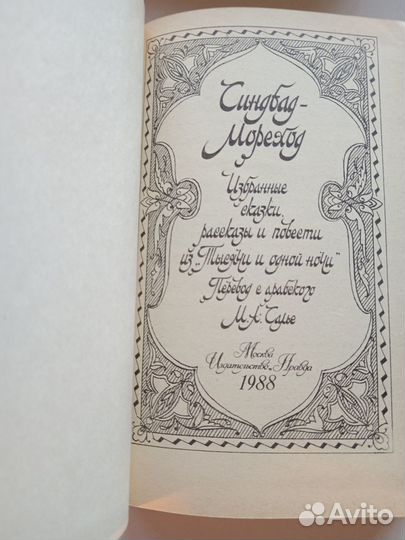 Синдбад-
Мореход
Избранные
сказки,
рассказы и повести
из „Тысячи и одной ночи"
Перевод с арабского
М.А. Салье
Москва
Издательство „Правда"
1988
Avito